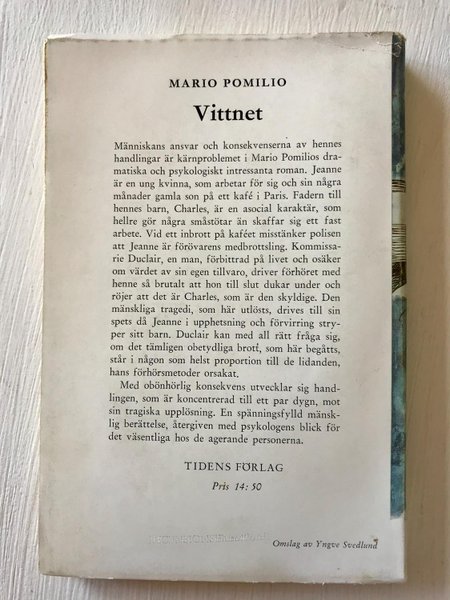 MARIO POMILIO
Vittnet
Människans ansvar och konsekvenserna av hennes
handlingar är kärnproblemet i Mario Pomilios dra-
matiska och psykologiskt intressanta roman. Jeanne
är en ung kvinna, som arbetar för sig och sin några
månader gamla son på ett kafé i Paris. Fadern till
hennes barn, Charles, är en asocial karaktär, som
hellre gör några småstötar än skaffar sig ett fast
arbete. Vid ett inbrott på kaféet misstänker polisen
att Jeanne är förövarens medbrottsling. Kommissa-
rie Duclair, en man, förbittrad på livet och osäker
om värdet av sin egen tillvaro, driver förhöret med
henne så brutalt att hon till slut dukar under och
röjer att det är Charles, som är den skyldige. Den
mänskliga tragedi, som här utlösts, drives till sin
spets då Jeanne i upphetsning och förvirring stry-
per sitt barn. Duclair kan med all rätt fråga sig,
om det tämligen obetydliga brott, som här begåtts,
står i någon som helst proportion till de lidanden,
hans förhörsmetoder orsakat.
Med obönhörlig konsekvens utvecklar sig hand-
lingen, som är koncentrerad till ett par dygn, mot
sin tragiska upplösning. En spänningsfylld mänsk-
lig berättelse, återgiven med psykologens blick för
det väsentliga hos de agerande personerna.
TIDENS FÖRLAG
Pris 14: 50
Omslag av Yngve Svedlund